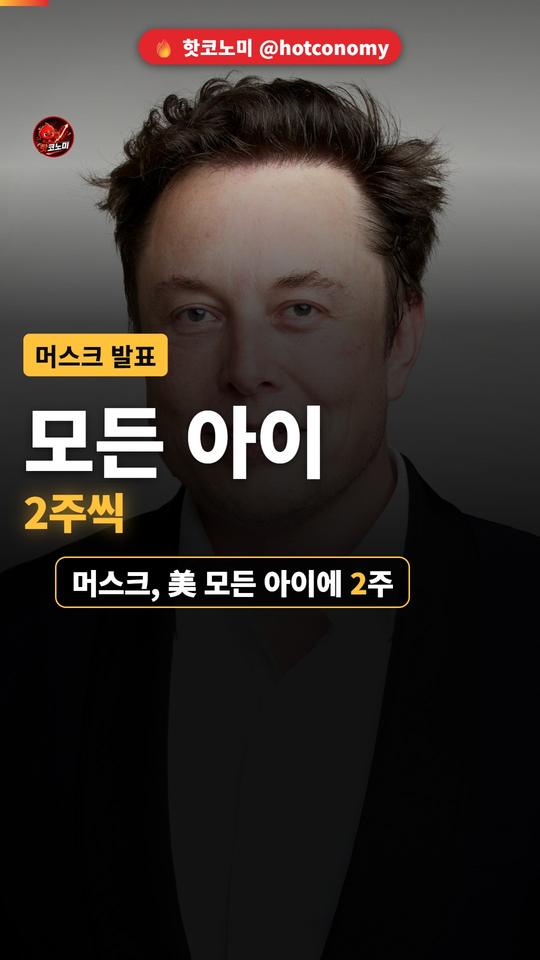 핫코노미 @hotconomy
핫코노미
머스크 발표
모든 아이
2주씩
머스크, 美 모든 아이에 2주